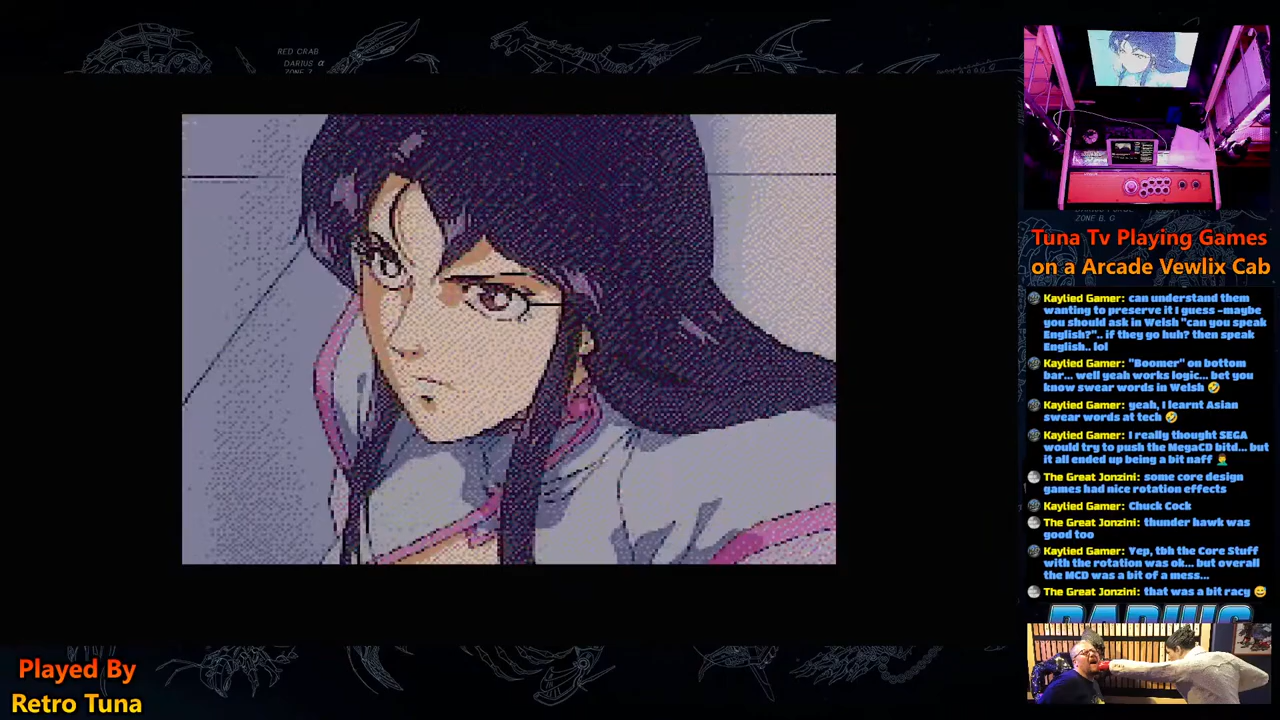 RED CRAB
DARIUS α
ZONE Z
ZONE B, G
Tuna Tv Playing Games
on a Arcade Vewlix Cab
Kaylied Gamer: can understand them
wanting to preserve it I guess -maybe
you should ask in Welsh "can you speak
English?".. if they go huh? then speak
English.. lol
Kaylied Gamer: "Boomer" on bottom
bar... well yeah works logic... bet you
know swear words in Welsh 🤣
Kaylied Gamer: yeah, I learnt Asian
swear words at tech 🤣
Kaylied Gamer: I really thought SEGA
would try to push the MegaCD bitd... but
it all ended up being a bit naff 🤦‍♂️
The Great Jonzini: some core design
games had nice rotation effects
Kaylied Gamer: Chuck Cock
The Great Jonzini: thunder hawk was
good too
Kaylied Gamer: Yep, tbh the Core Stuff
with the rotation was ok... but overall
the MCD was a bit of a mess...
The Great Jonzini: that was a bit racy 😅
DARIUS
Played By
Retro Tuna